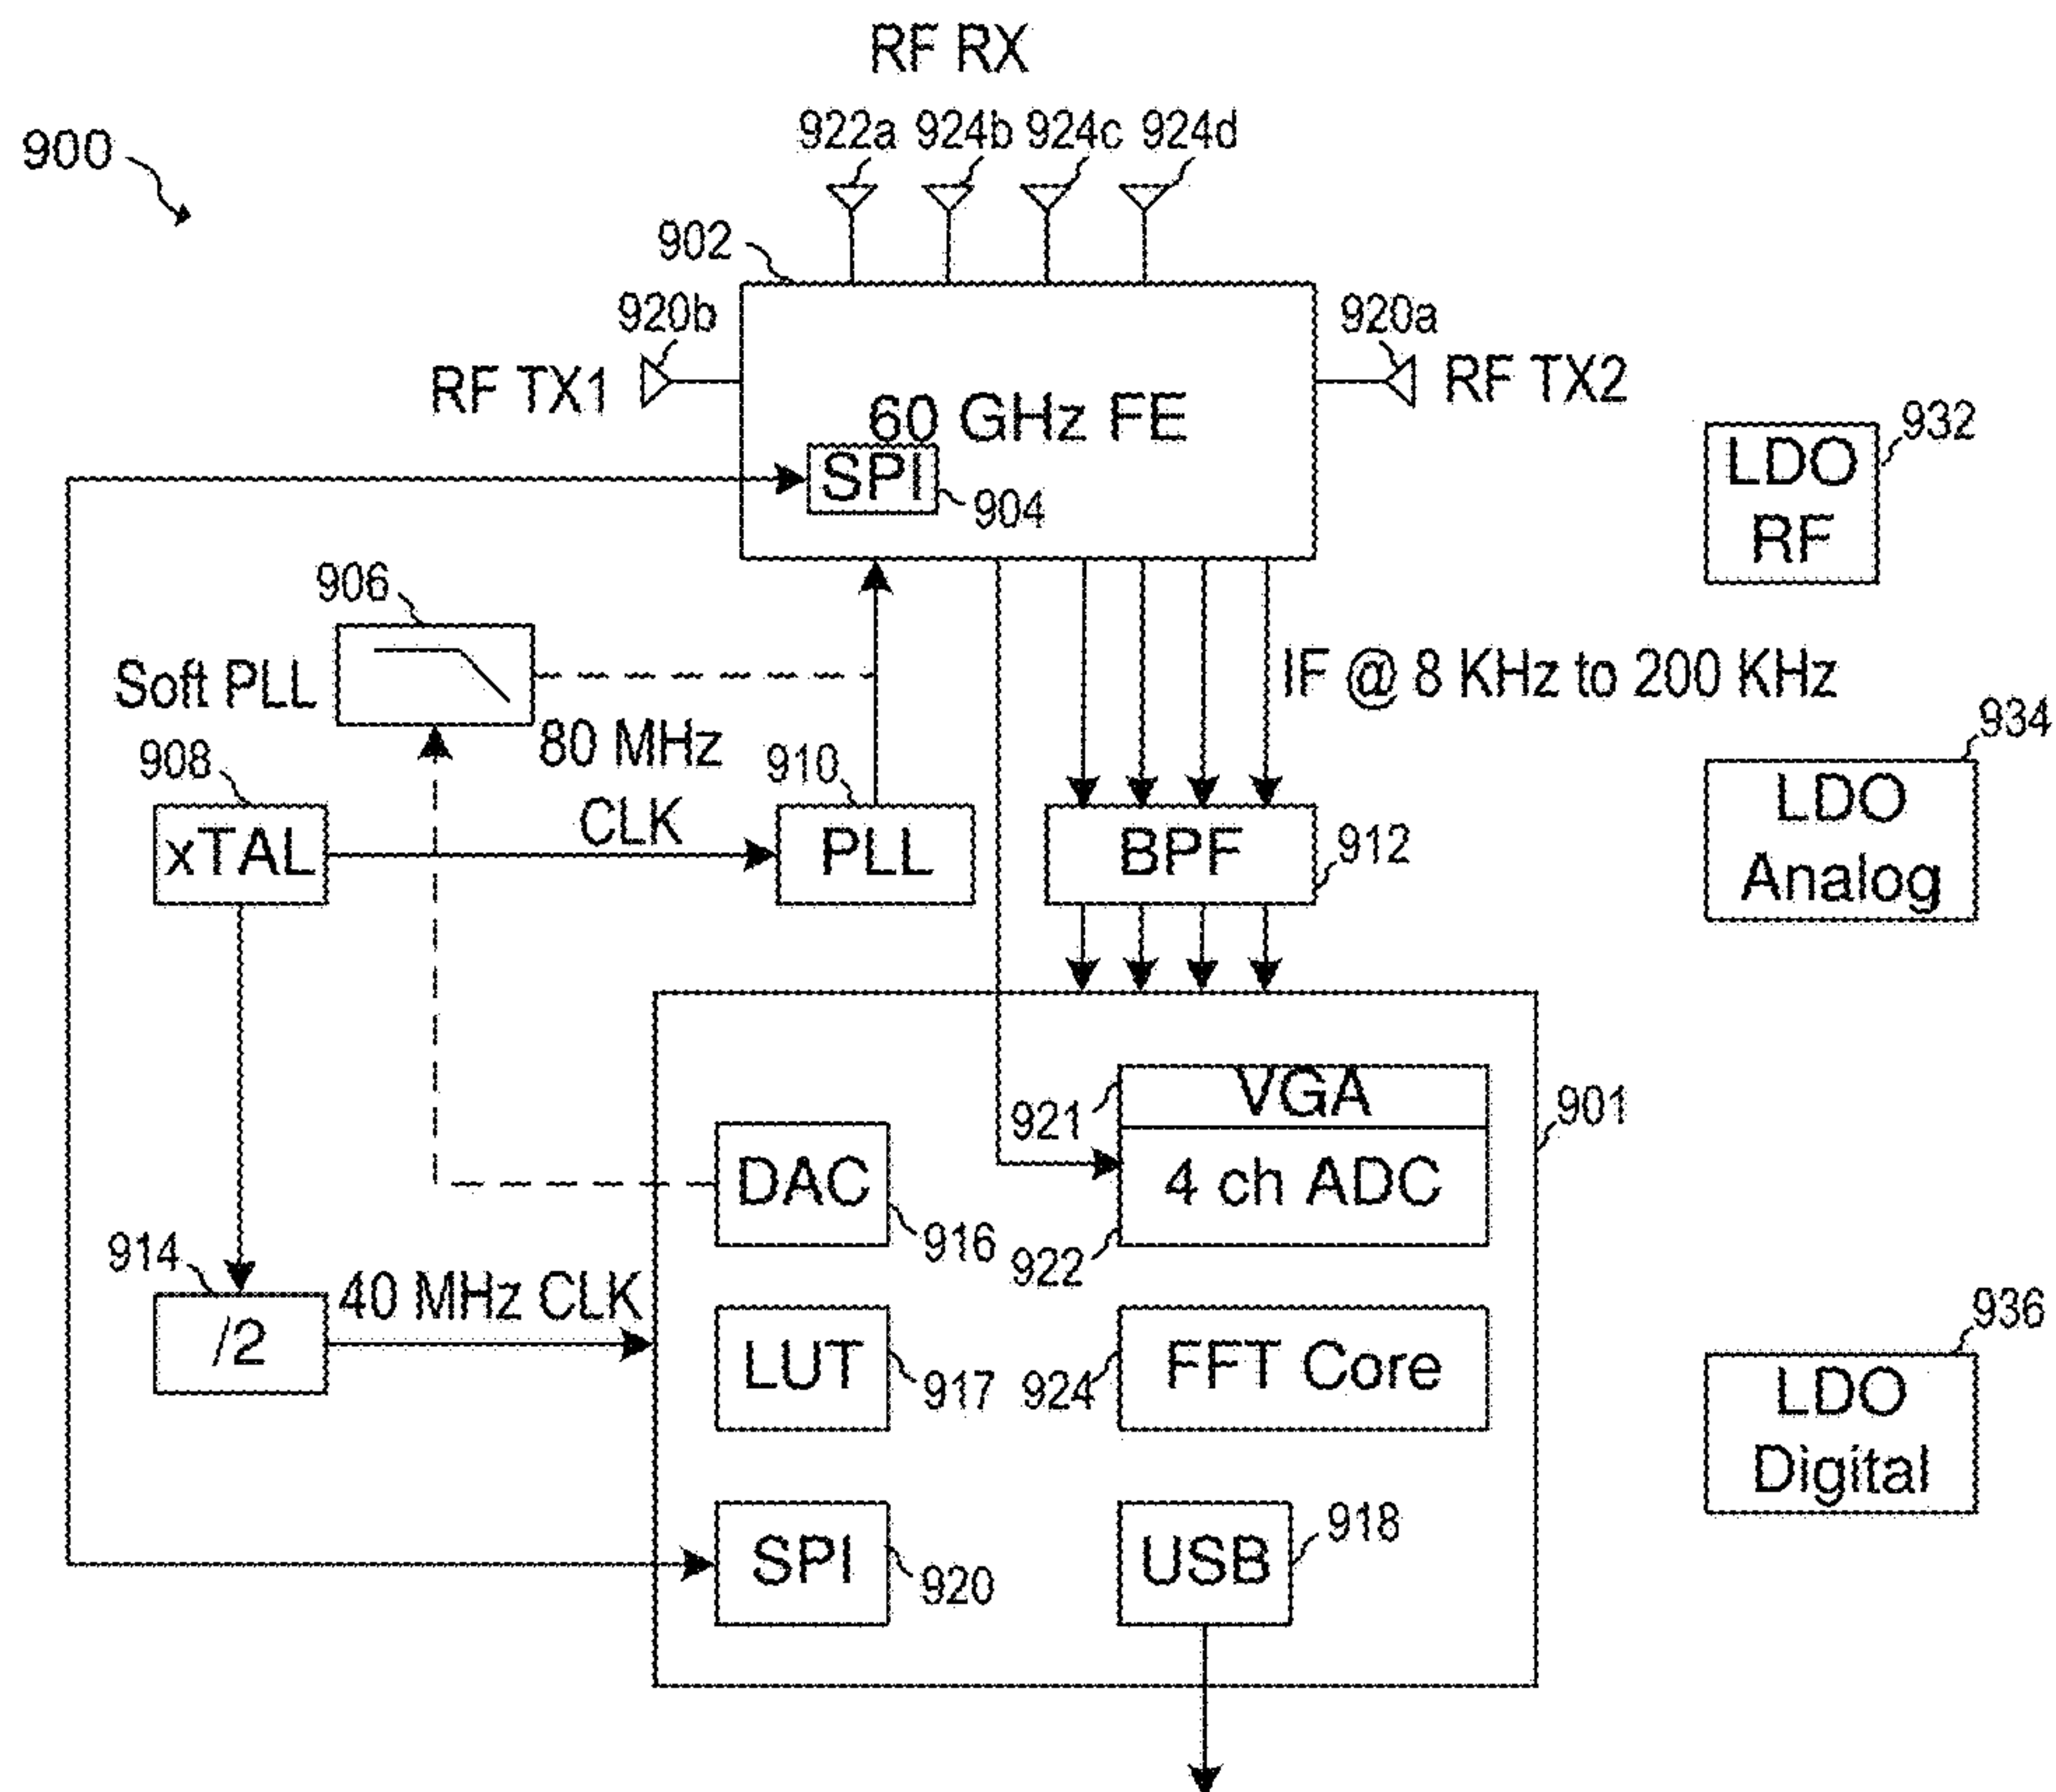 RF RX
922a 924b 924c 924d
900
902
920b
920a
RF TX1
RF TX2
60 GHz FE
932
LDO
RF
SPI
904
906
Soft PLL
IF @ 8 KHz to 200 KHz
934
LDO
Analog
80 MHz
CLK
908
xTAL
910
PLL
BPF
912
901
921
VGA
4 ch ADC
922
DAC
916
914
/2
40 MHz CLK
LUT
917
924
FFT Core
936
LDO
Digital
SPI
920
USB
918